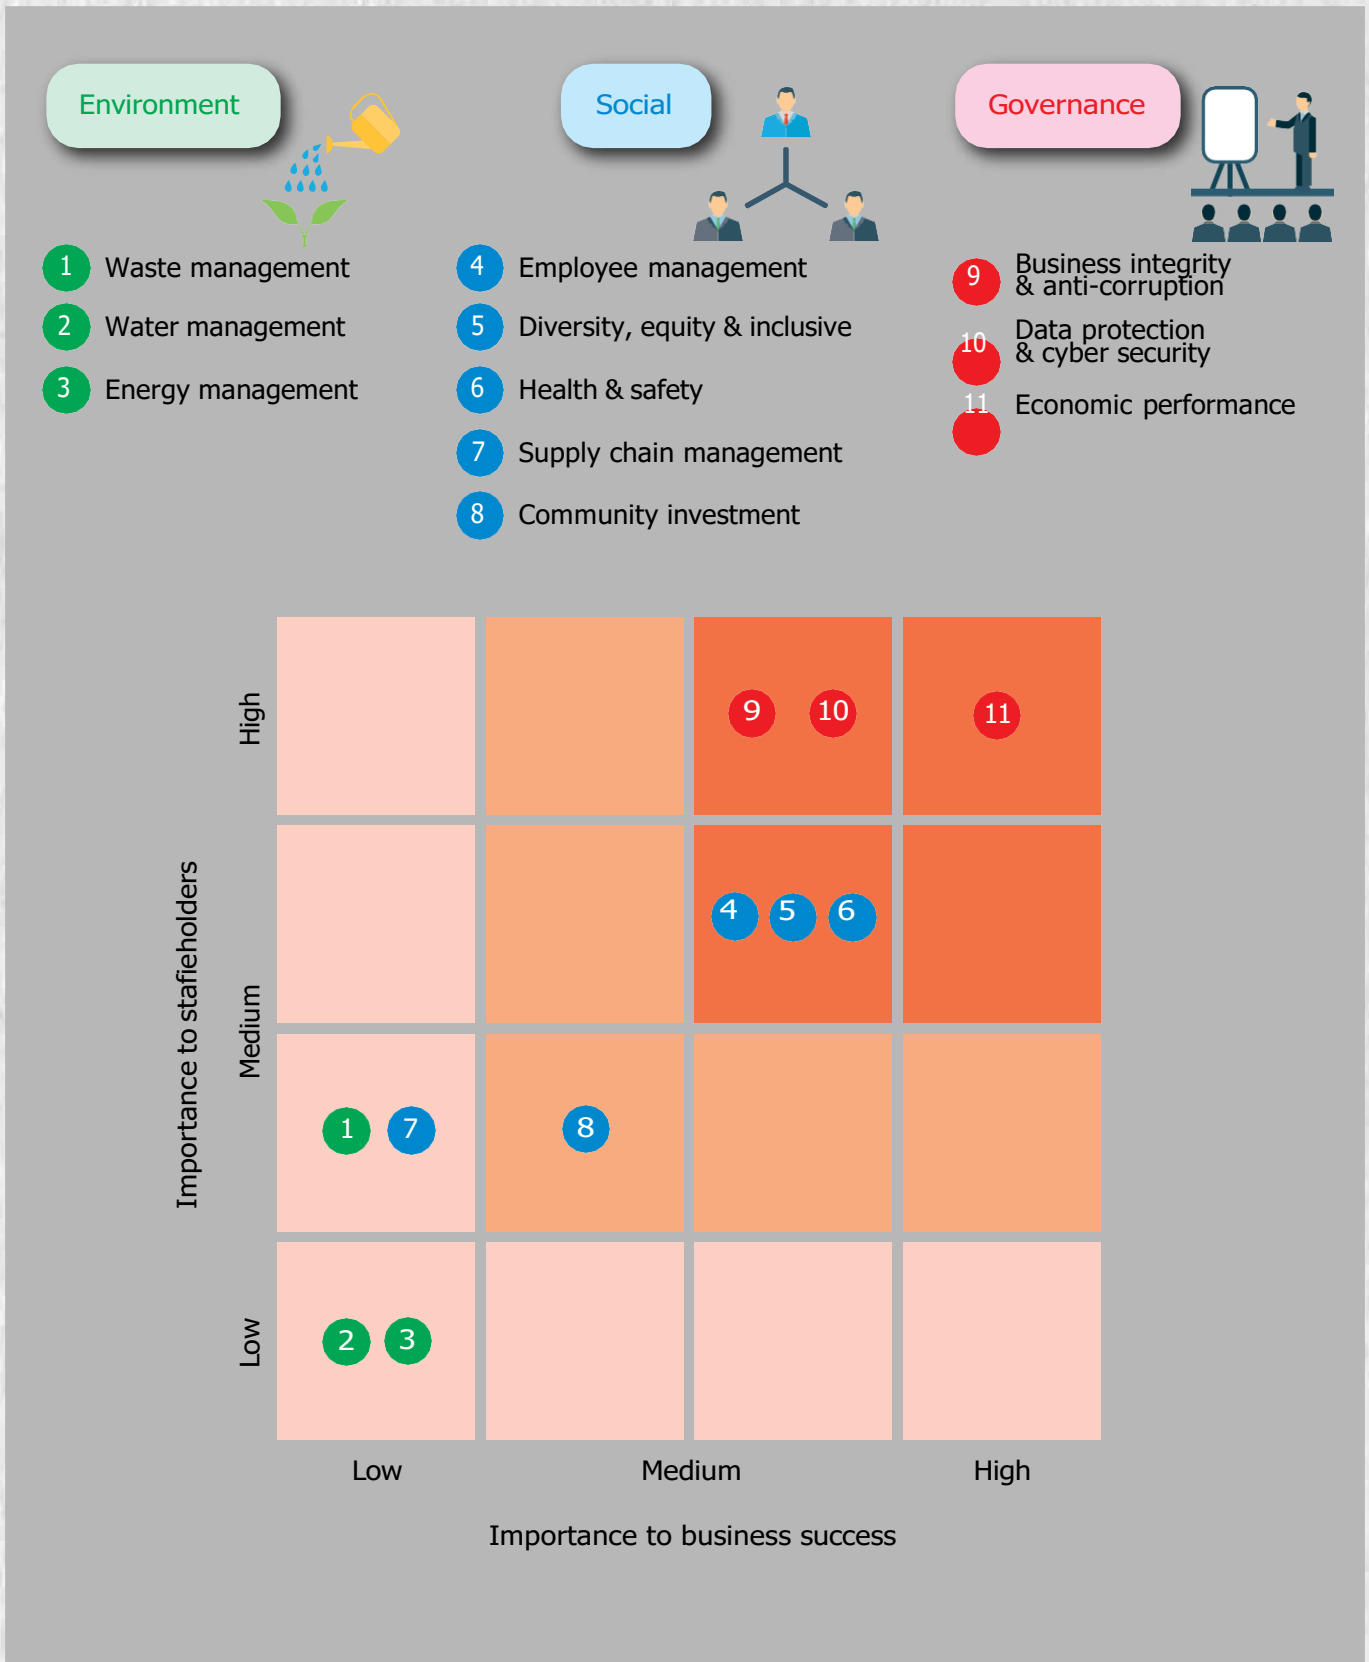 Environment
Social
Governance
1 Waste management
2 Water management
3 Energy management
4 Employee management
5 Diversity, equity & inclusive
6 Health & safety
7 Supply chain management
8 Community investment
9 Business integrity
& anti-corruption
10 Data protection
& cyber security
11 Economic performance
Importance to stafieholders
High
Medium
Low
9 10 11
4 5 6
1 7 8
2 3
Low Medium High
Importance to business success